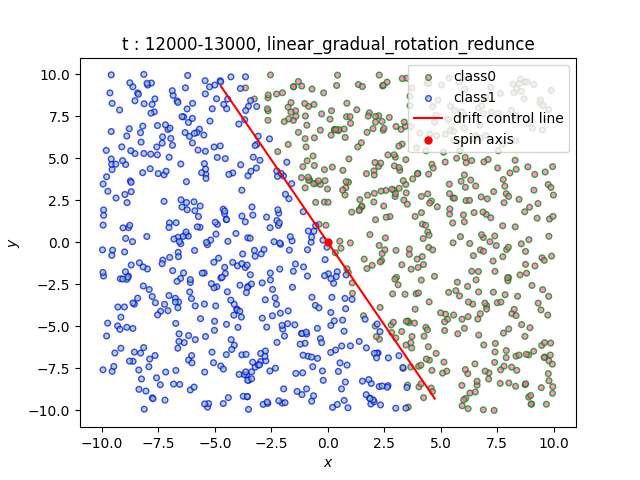 t : 12000-13000, linear_gradual_rotation_redunce
class0
class1
drift control line
spin axis
10.0
7.5
5.0
2.5
0.0
−2.5
−5.0
−7.5
−10.0
y
−10.0 −7.5 −5.0 −2.5 0.0 2.5 5.0 7.5 10.0
x